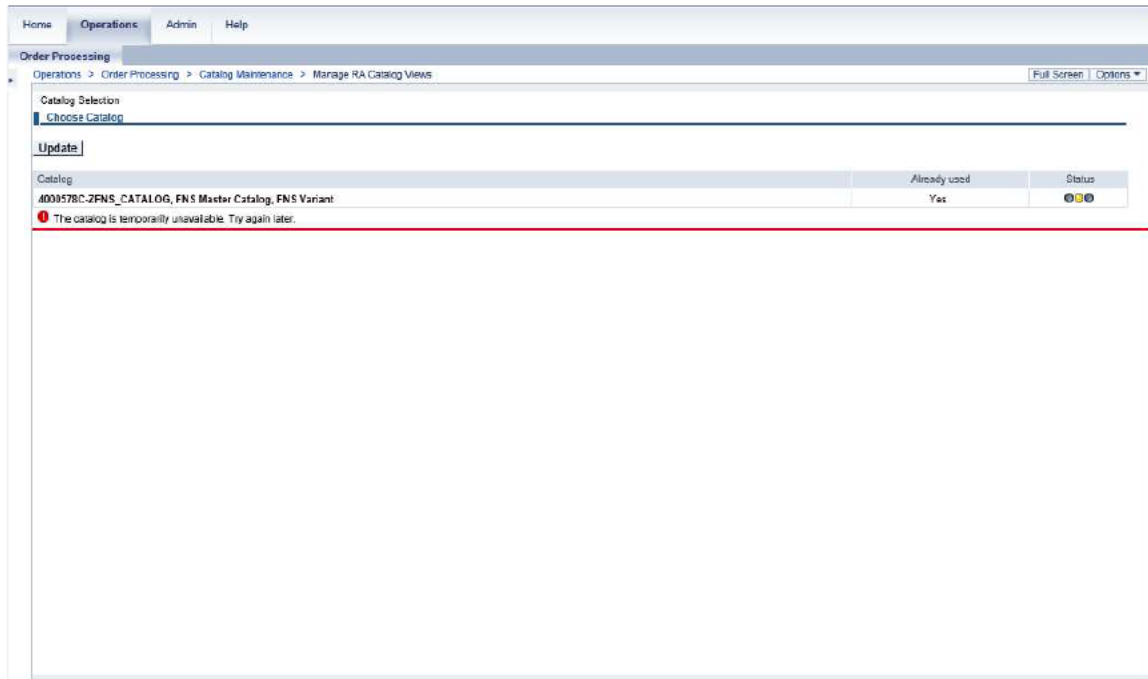 Home Operations Admin Help
Order Processing
Operations > Order Processing > Catalog Maintenance > Manage RA Catalog Views Full Screen Options
Catalog Selection
Choose Catalog
Update
Catalog Already used Status
4000578C-ZFNS_CATALOG, FNS Master Catalog, FNS Variant Yes
The catalog is temporarily unavailable. Try again later.